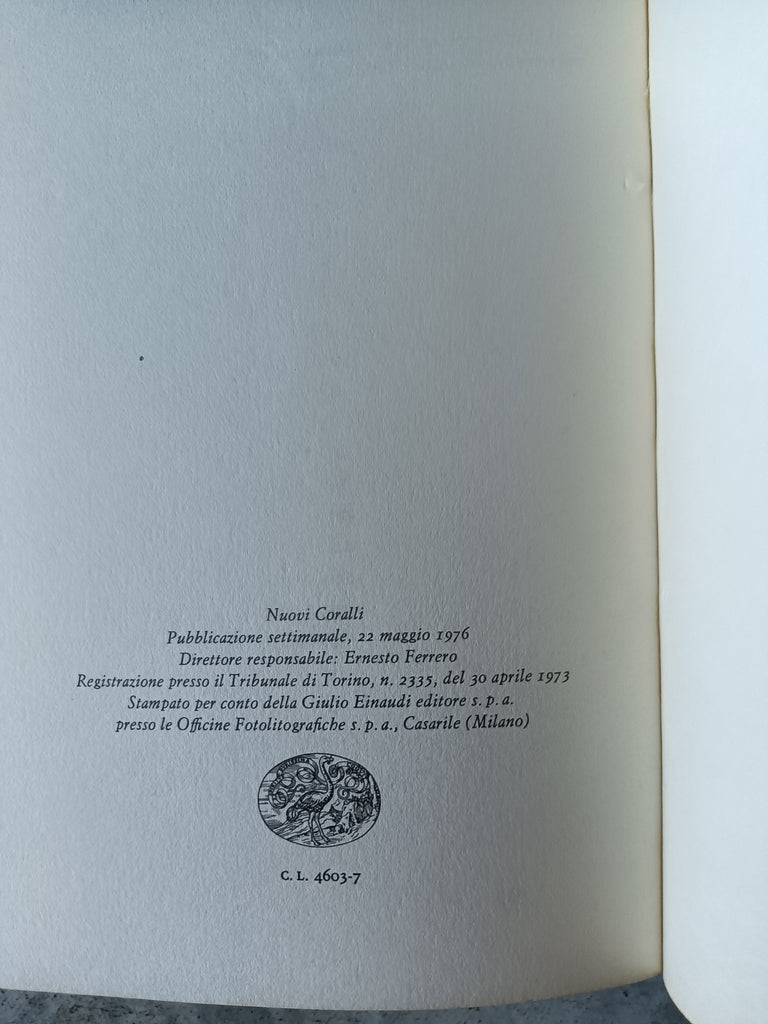 Nuovi Coralli
Pubblicazione settimanale, 22 maggio 1976
Direttore responsabile: Ernesto Ferrero
Registrazione presso il Tribunale di Torino, n. 2335, del 30 aprile 1973
Stampato per conto della Giulio Einaudi editore s. p. a.
presso le Officine Fotolitografiche s. p. a., Casarile (Milano)
C. L. 4603-7